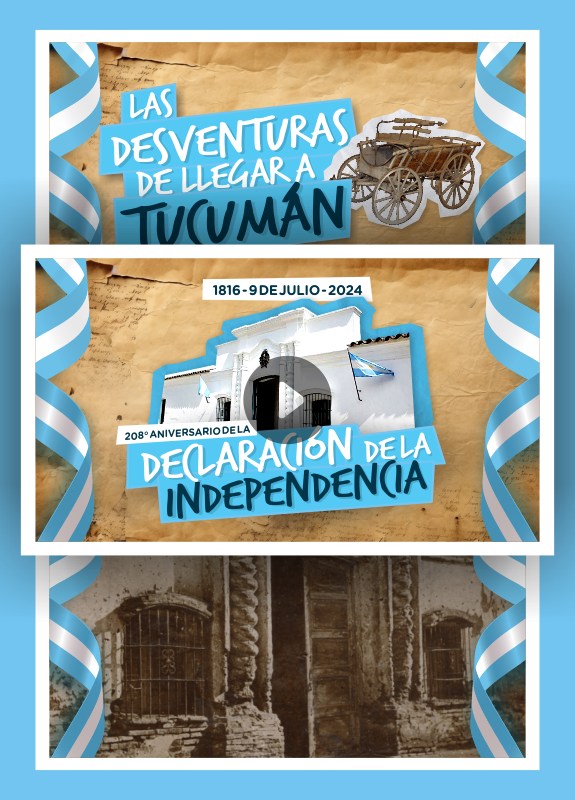 LAS
DESVENTURAS
DE LLEGAR A
TUCUMÁN
1816 - 9 DE JULIO - 2024
208° ANIVERSARIO DE LA
DECLARACIÓN DE LA
INDEPENDENCIA